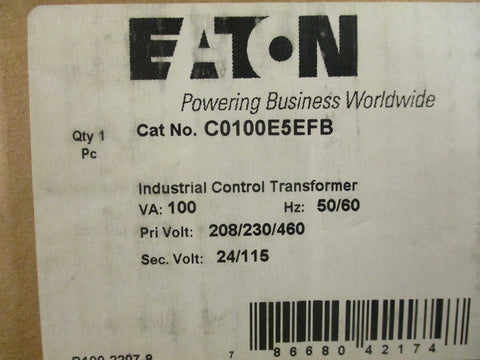 EATON
Powering Business Worldwide
Qty 1
Pc
Cat No. C0100E5EFB
Industrial Control Transformer
VA: 100 Hz: 50/60
Pri Volt: 208/230/460
Sec. Volt: 24/115
7 86680 42174